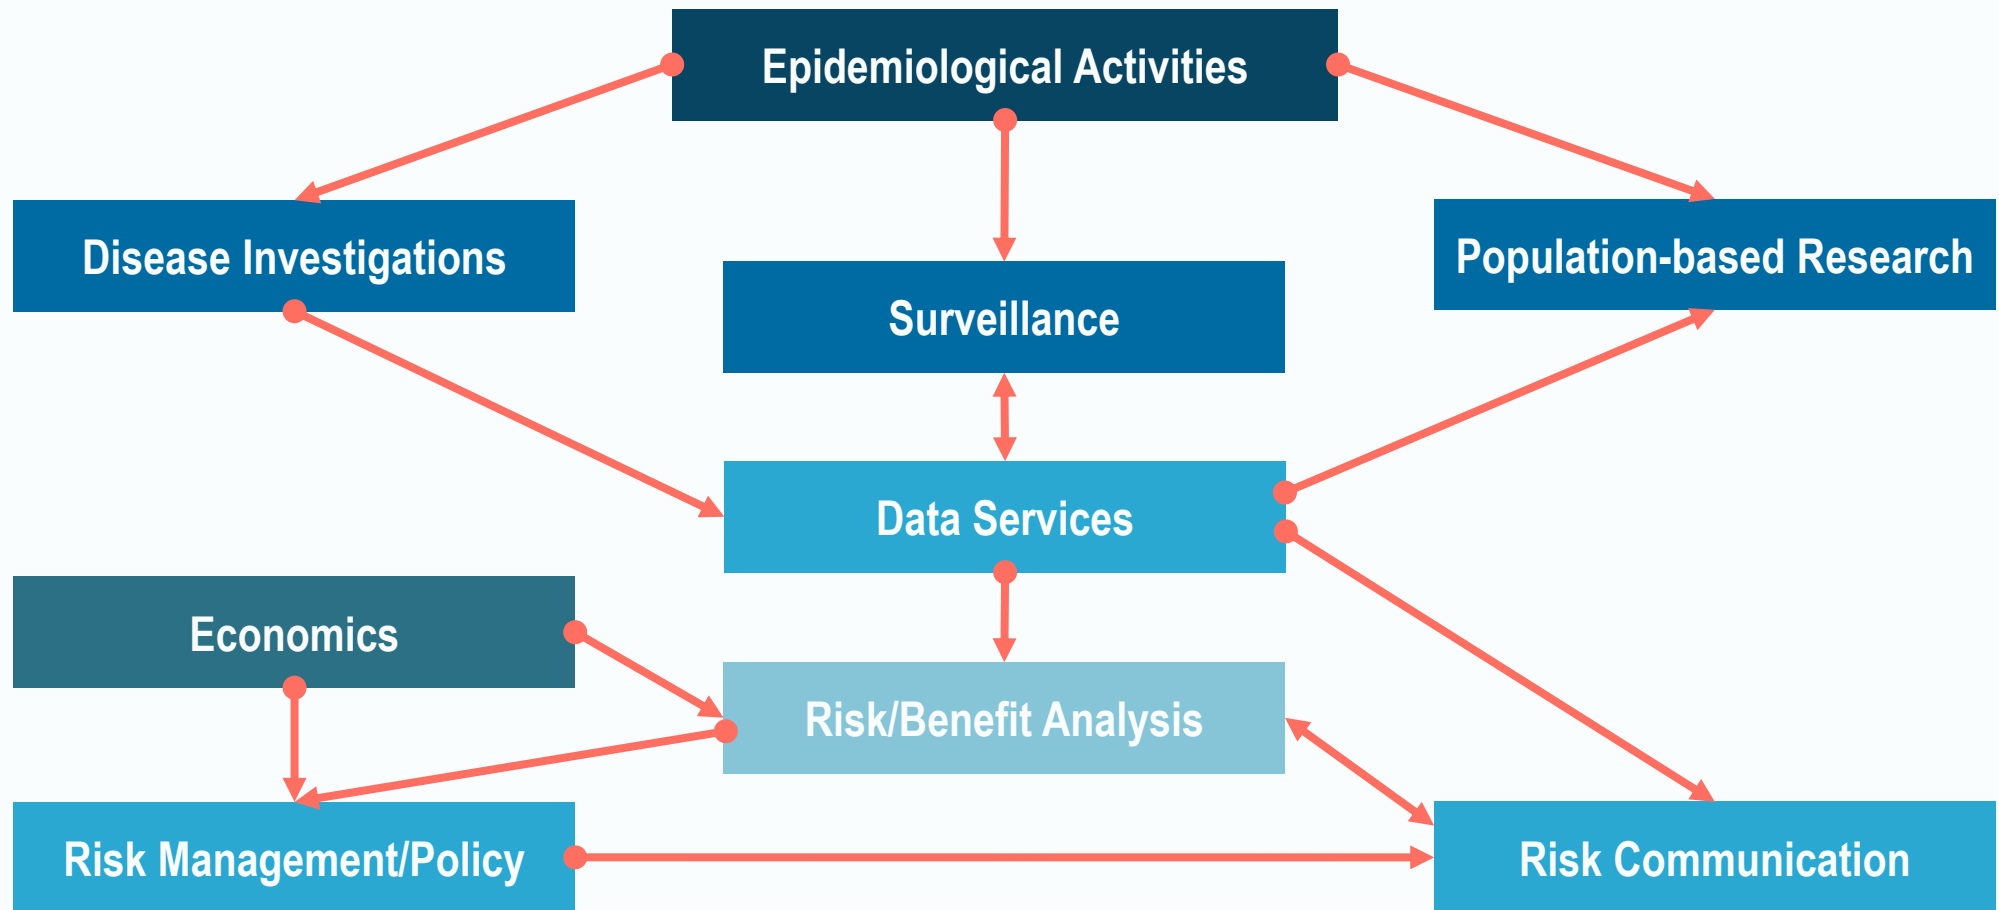 Epidemiological Activities
Disease Investigations
Population-based Research
Surveillance
Data Services
Economics
Risk/Benefit Analysis
Risk Management/Policy
Risk Communication